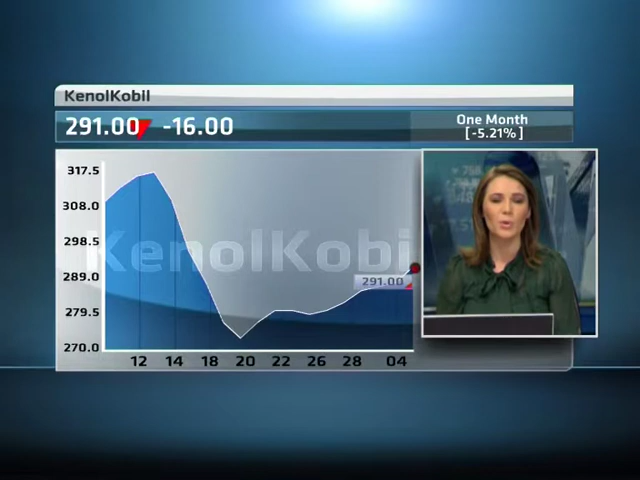 KenolKobil
291.00 -16.00
One Month
[ -5.21% ]
317.5
308.0
298.5
289.0
279.5
270.0
KenolKobil
291.00
12 14 18 20 22 26 28 04